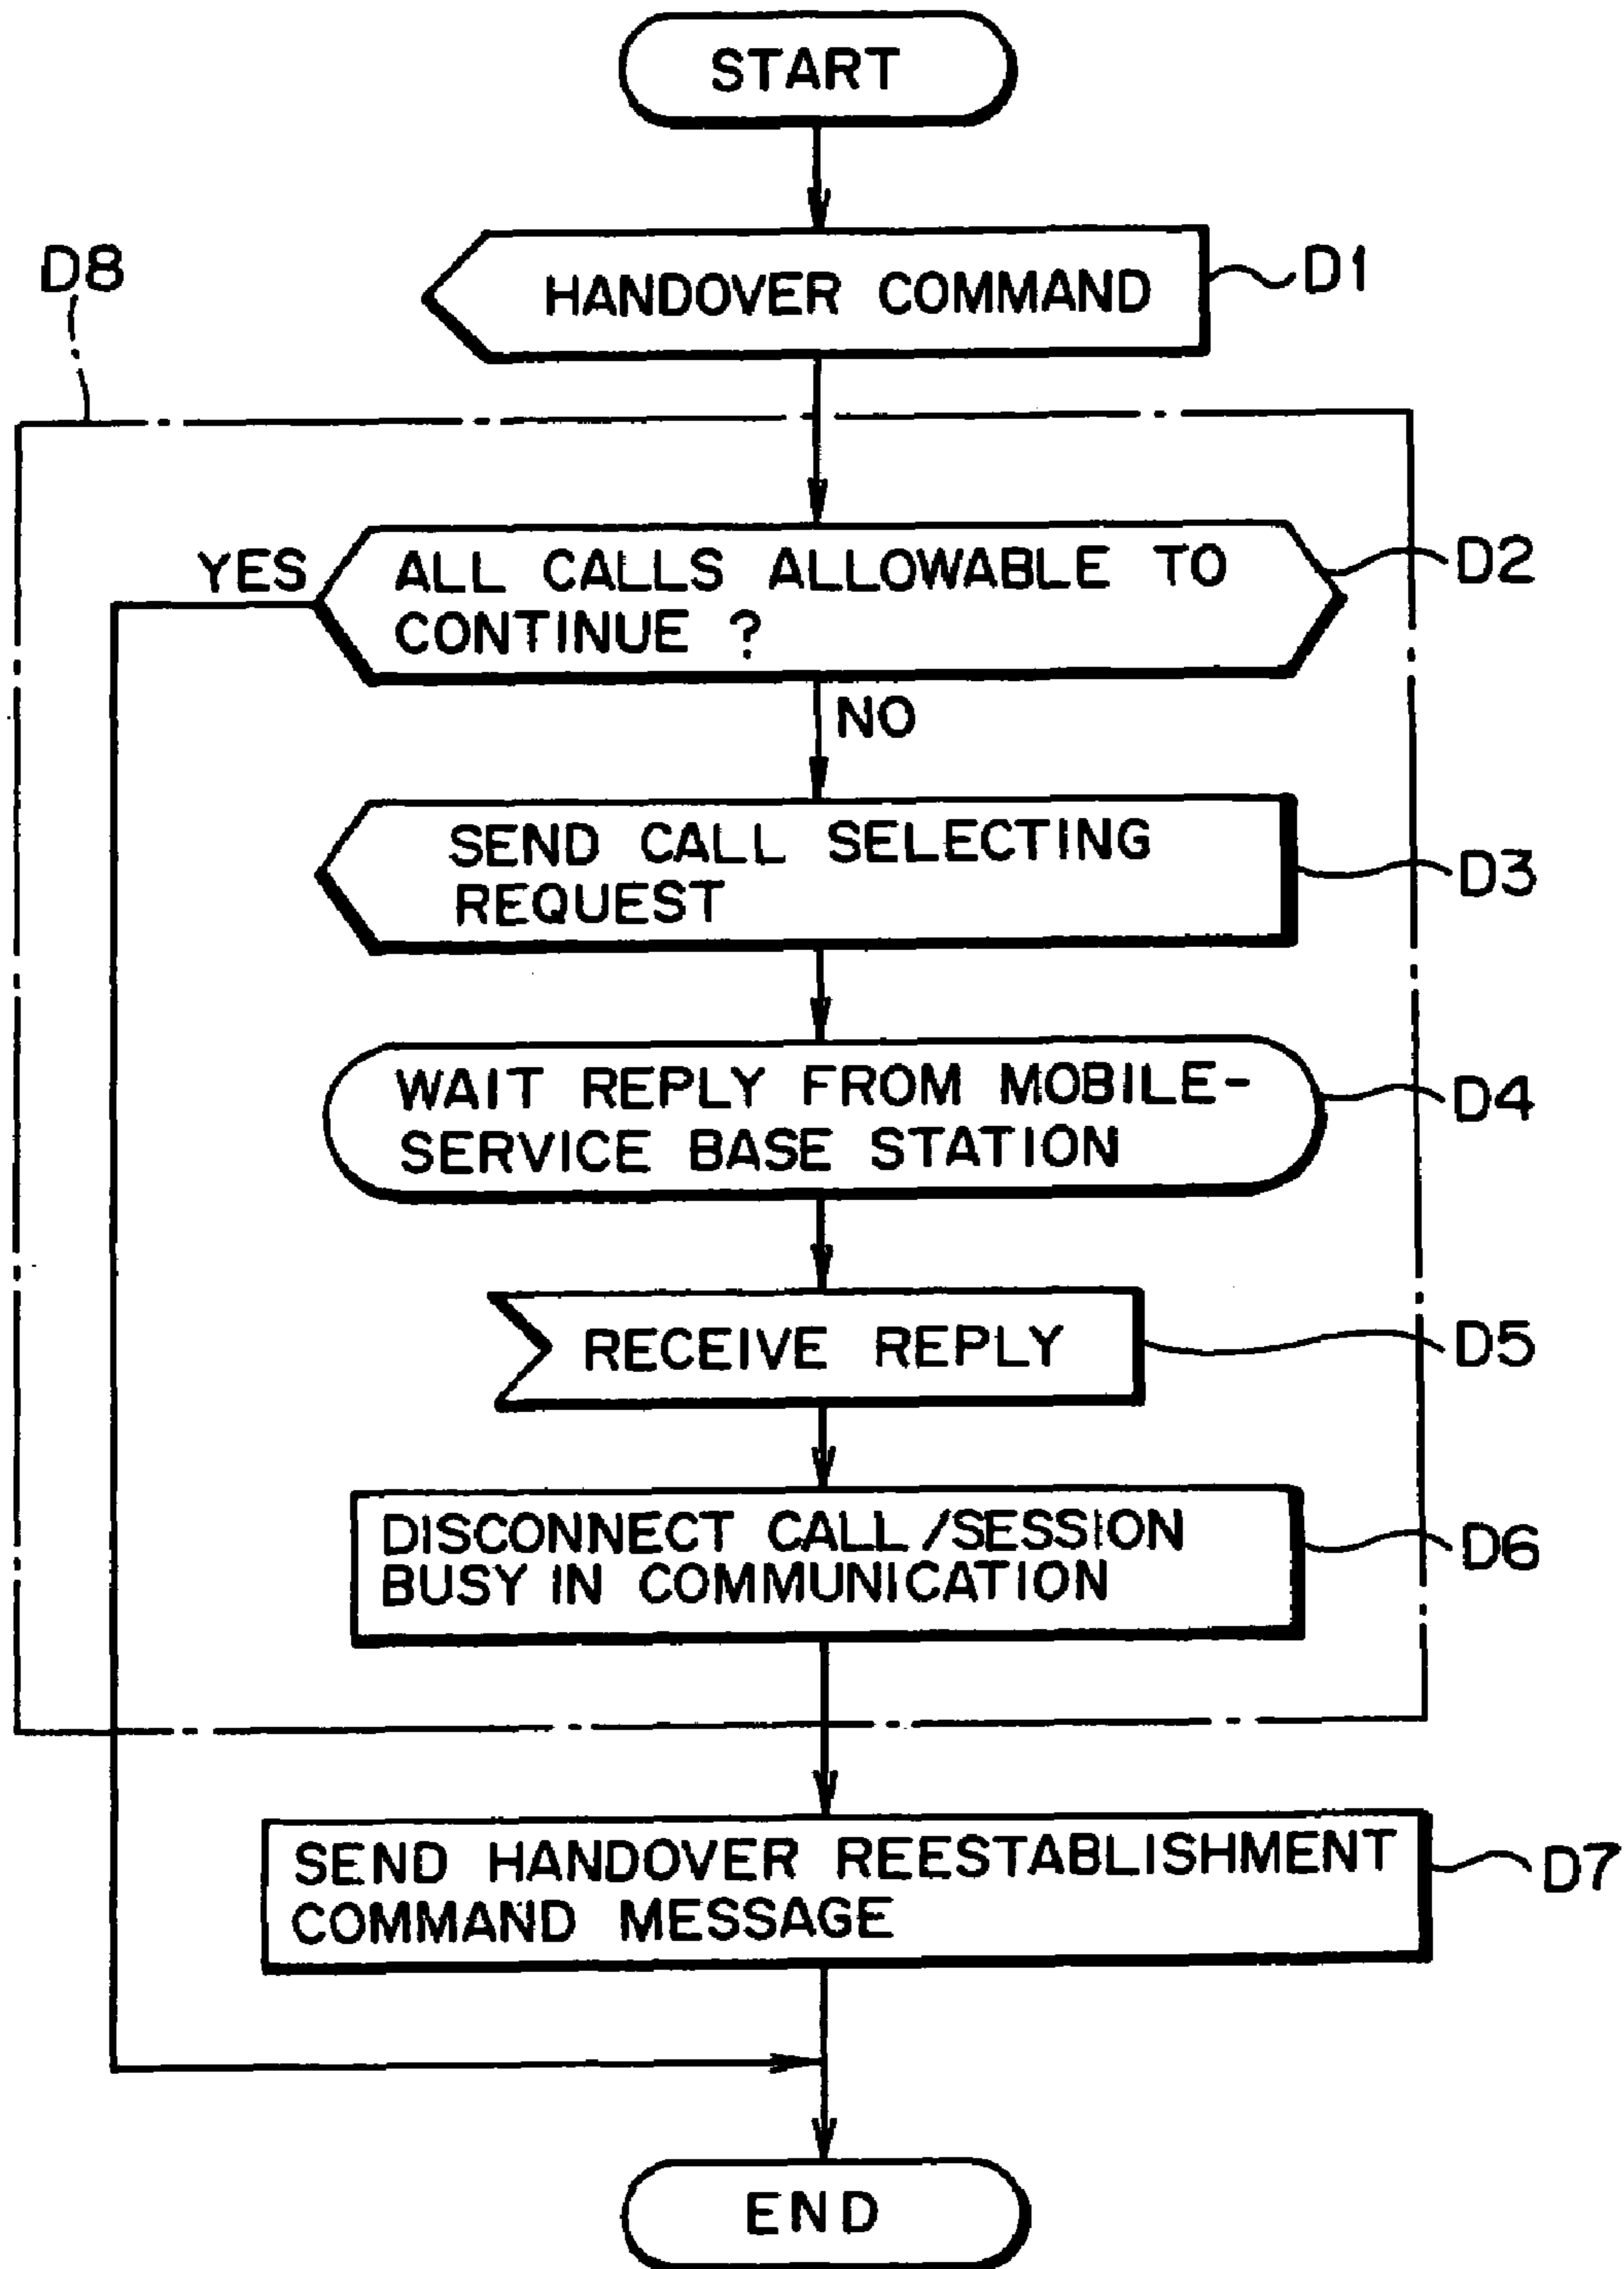 START
HANDOVER COMMAND
D1
D8
YES
ALL CALLS ALLOWABLE TO
CONTINUE ?
D2
NO
SEND CALL SELECTING
REQUEST
D3
WAIT REPLY FROM MOBILE-
SERVICE BASE STATION
D4
RECEIVE REPLY
D5
DISCONNECT CALL/SESSION
BUSY IN COMMUNICATION
D6
SEND HANDOVER REESTABLISHMENT
COMMAND MESSAGE
D7
END